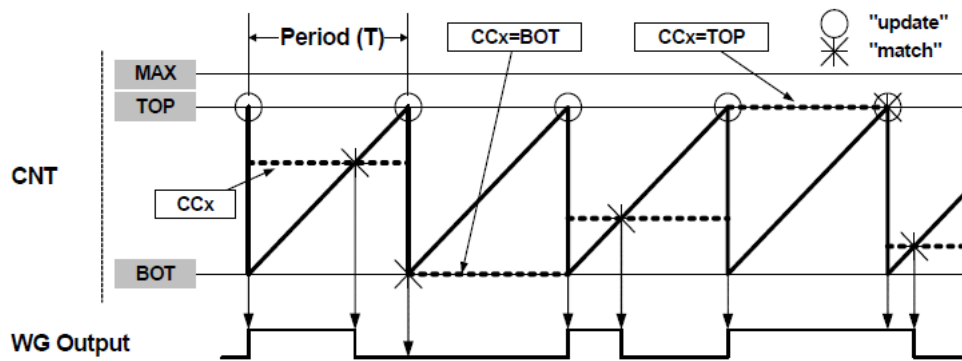 Period (T)
CCx=BOT
CCx=TOP
"update"
"match"
MAX
TOP
CNT
CCx
BOT
WG Output